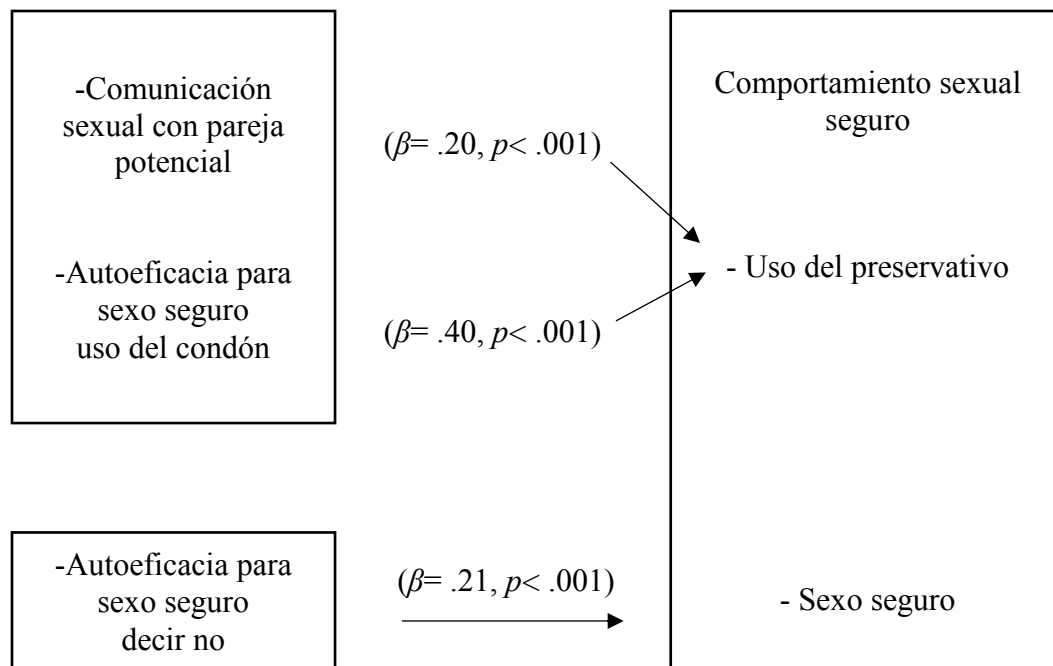 -Comunicación
sexual con pareja
potencial
-Autoeficacia para
sexo seguro
uso del condón
(β= .20, p< .001)
(β= .40, p< .001)
Comportamiento sexual
seguro
- Uso del preservativo
-Autoeficacia para
sexo seguro
decir no
(β= .21, p< .001)
- Sexo seguro